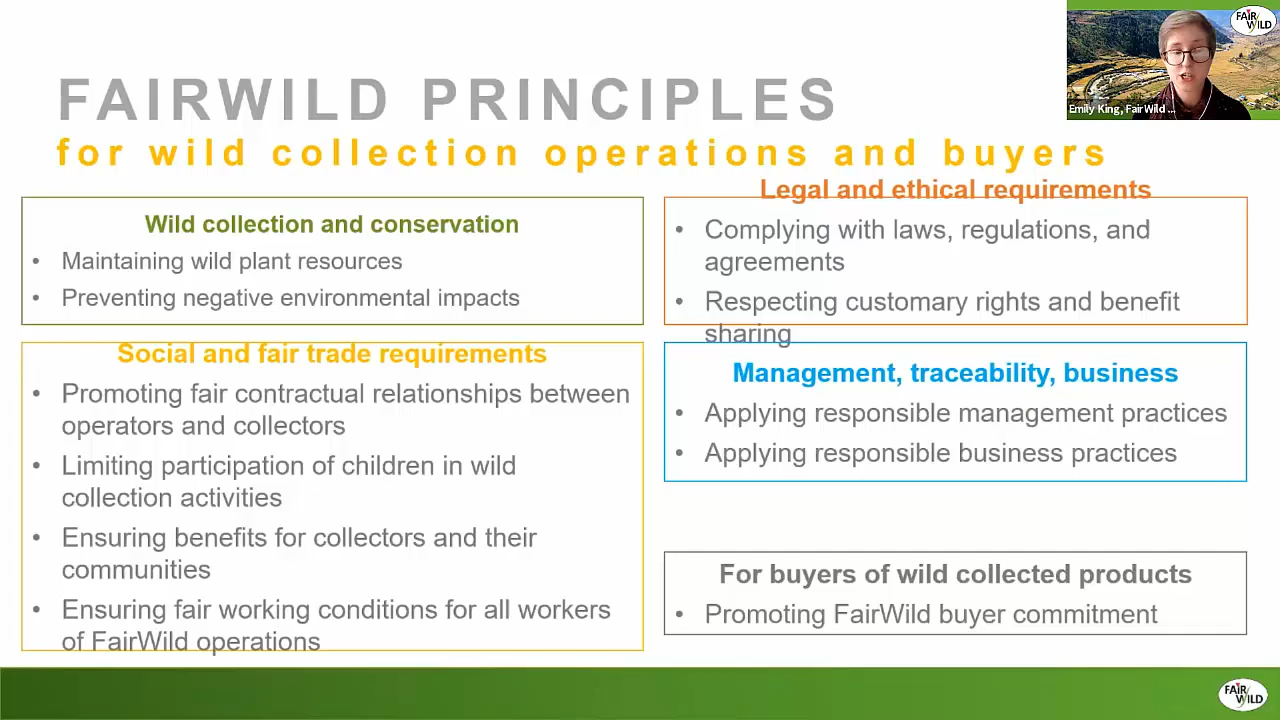 FAIRWILD PRINCIPLES
for wild collection operations and buyers
FAIR
WILD
Emily King, FairWild ...
Wild collection and conservation
• Maintaining wild plant resources
• Preventing negative environmental impacts
Social and fair trade requirements
• Promoting fair contractual relationships between
operators and collectors
• Limiting participation of children in wild
collection activities
• Ensuring benefits for collectors and their
communities
• Ensuring fair working conditions for all workers
of FairWild operations
Legal and ethical requirements
• Complying with laws, regulations, and
agreements
• Respecting customary rights and benefit
sharing
Management, traceability, business
• Applying responsible management practices
• Applying responsible business practices
For buyers of wild collected products
• Promoting FairWild buyer commitment
FAIR
WILD